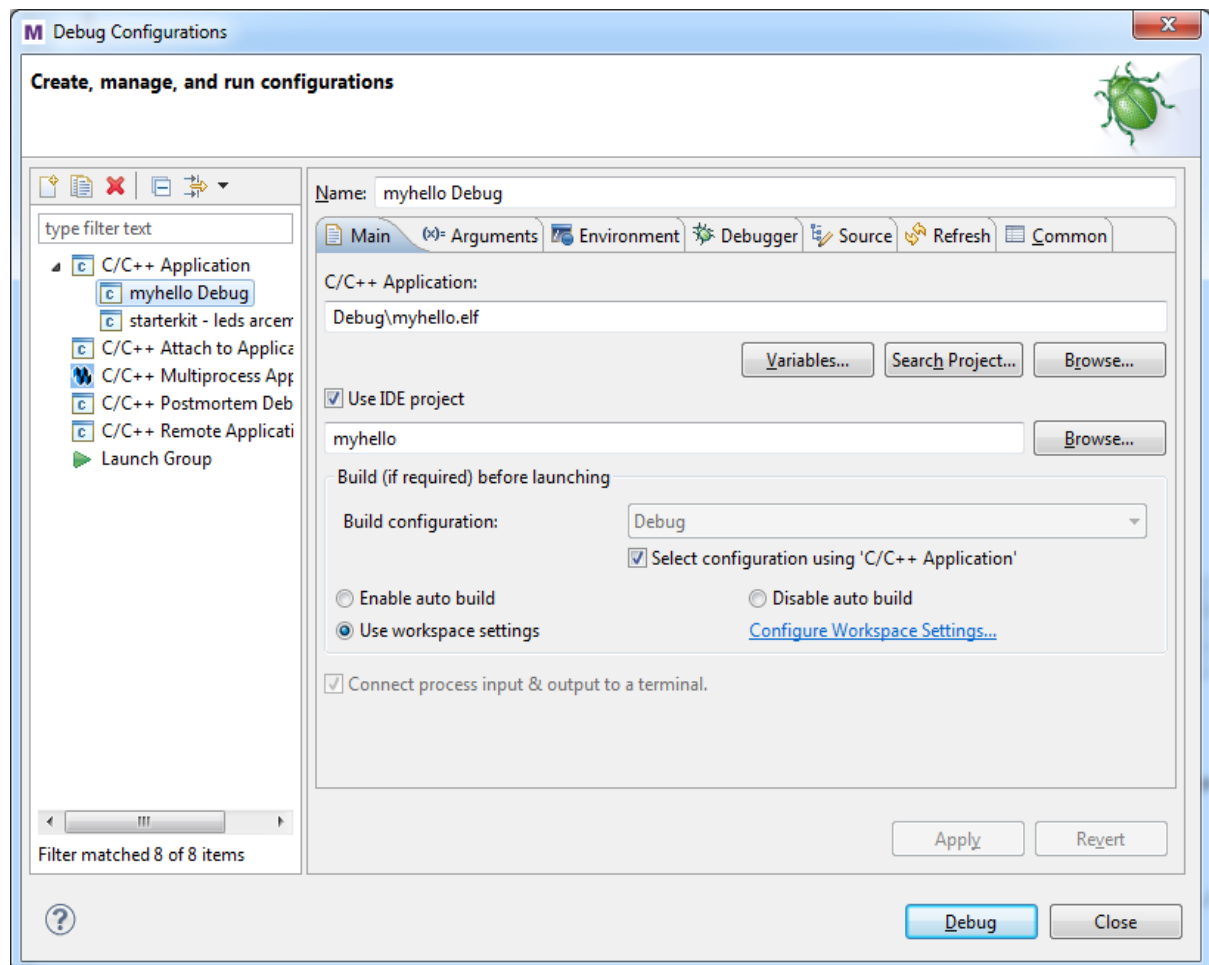 M Debug Configurations
Create, manage, and run configurations
type filter text
C/C++ Application
myhello Debug
starterkit - leds arcem
C/C++ Attach to Applica
C/C++ Multiprocess App
C/C++ Postmortem Deb
C/C++ Remote Applicati
Launch Group
Filter matched 8 of 8 items
Name: myhello Debug
Main (x)= Arguments Environment Debugger Source Refresh Common
C/C++ Application:
Debug\myhello.elf
Variables... Search Project... Browse...
Use IDE project
myhello Browse...
Build (if required) before launching
Build configuration: Debug
Select configuration using 'C/C++ Application'
Enable auto build Disable auto build
Use workspace settings Configure Workspace Settings...
Connect process input & output to a terminal.
Apply Revert
? Debug Close